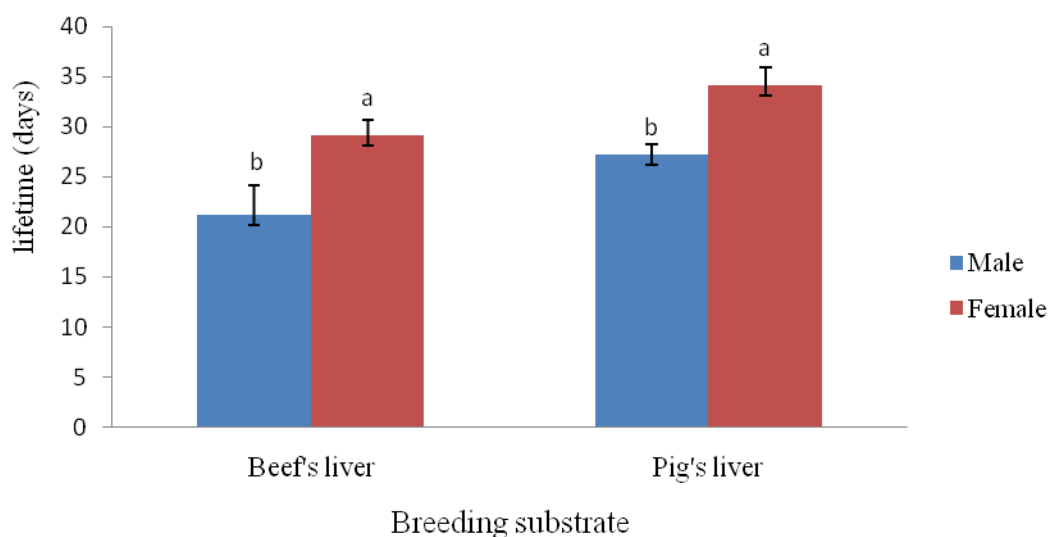 40
35
30
25
20
15
10
5
0
lifetime (days)
b
a
b
a
Beef's liver
Pig's liver
Breeding substrate
Male
Female